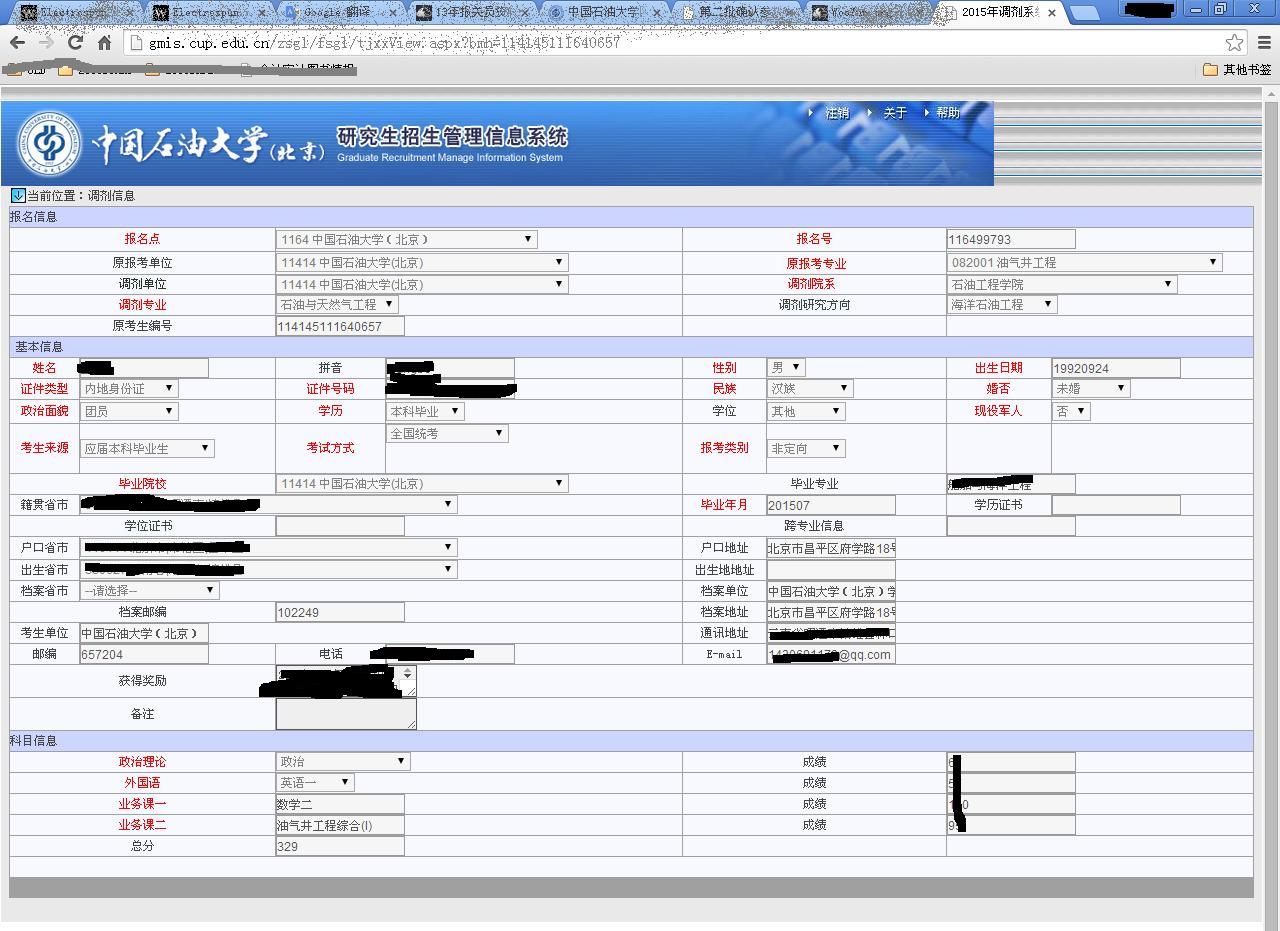 Electrospun
Electrospun
Google 翻译
13年报关员资
中国石油大学
第二批确认参
WooYun
2015年调剂系统
gmis.cup.edu.cn/zsgl/fsgl/tjxxView.aspx?bmh=114145111640657
其他书签
注销 关于 帮助
中国石油大学(北京) 研究生招生管理信息系统
Graduate Recruitment Manage Information System
当前位置：调剂信息
报名信息
报名点 1164 中国石油大学（北京） 报名号 116499793
原报考单位 11414 中国石油大学(北京) 原报考专业 082001 油气井工程
调剂单位 11414 中国石油大学(北京) 调剂院系 石油工程学院
调剂专业 石油与天然气工程 调剂研究方向 海洋石油工程
原考生编号 114145111640657
基本信息
姓名 拼音 性别 男 出生日期 19920924
证件类型 内地身份证 证件号码 民族 汉族 婚否 未婚
政治面貌 团员 学历 本科毕业 学位 其他 现役军人 否
考生来源 应届本科毕业生 考试方式 全国统考 报考类别 非定向
毕业院校 11414 中国石油大学(北京) 毕业专业
籍贯省市 毕业年月 201507 学历证书
学位证书 跨专业信息
户口省市 户口地址 北京市昌平区府学路18号
出生省市 出生地地址
档案省市 --请选择-- 档案单位 中国石油大学（北京）学
档案邮编 102249 档案地址 北京市昌平区府学路18号
考生单位 中国石油大学（北京） 通讯地址
邮编 657204 电话 E-mail @qq.com
获得奖励
备注
科目信息
政治理论 政治 成绩
外国语 英语一 成绩
业务课一 数学二 成绩
业务课二 油气井工程综合(I) 成绩
总分 329